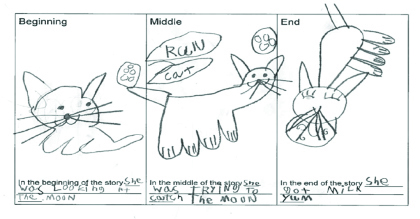 Beginning
Middle
End
RUN
cat
In the beginning of the story she
was Looking At
The MOON
In the middle of the story she
was TRYING To
catch The MOON
In the end of the story she
got MiLK
YuM